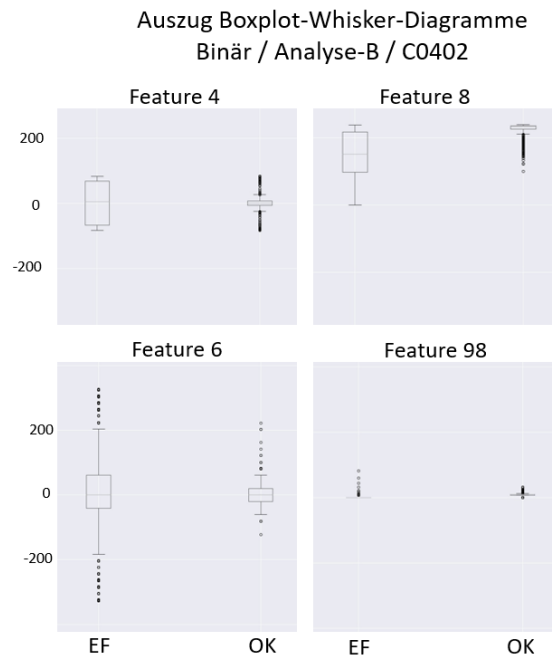 Auszug Boxplot-Whisker-Diagramme
Binär / Analyse-B / C0402
Feature 4
Feature 8
200
0
-200
Feature 6
Feature 98
200
0
-200
EF
OK
EF
OK